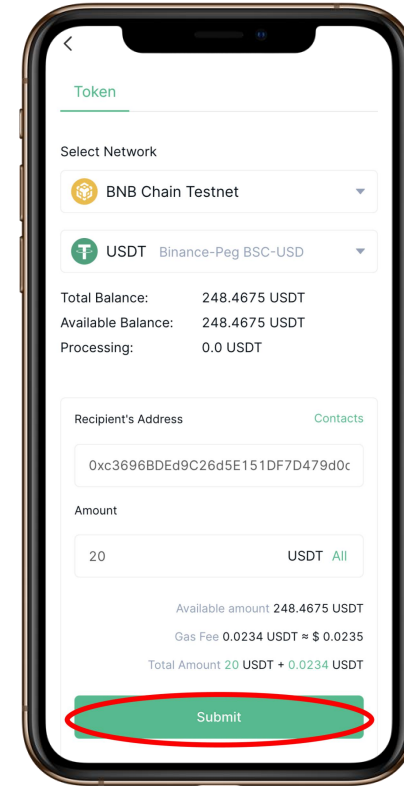 Token
Select Network
BNB Chain Testnet
USDT Binance-Peg BSC-USD
Total Balance: 248.4675 USDT
Available Balance: 248.4675 USDT
Processing: 0.0 USDT
Recipient's Address Contacts
0xc3696BDEd9C26d5E151DF7D479d0c
Amount
20 USDT All
Available amount 248.4675 USDT
Gas Fee 0.0234 USDT ≈ $ 0.0235
Total Amount 20 USDT + 0.0234 USDT
Submit